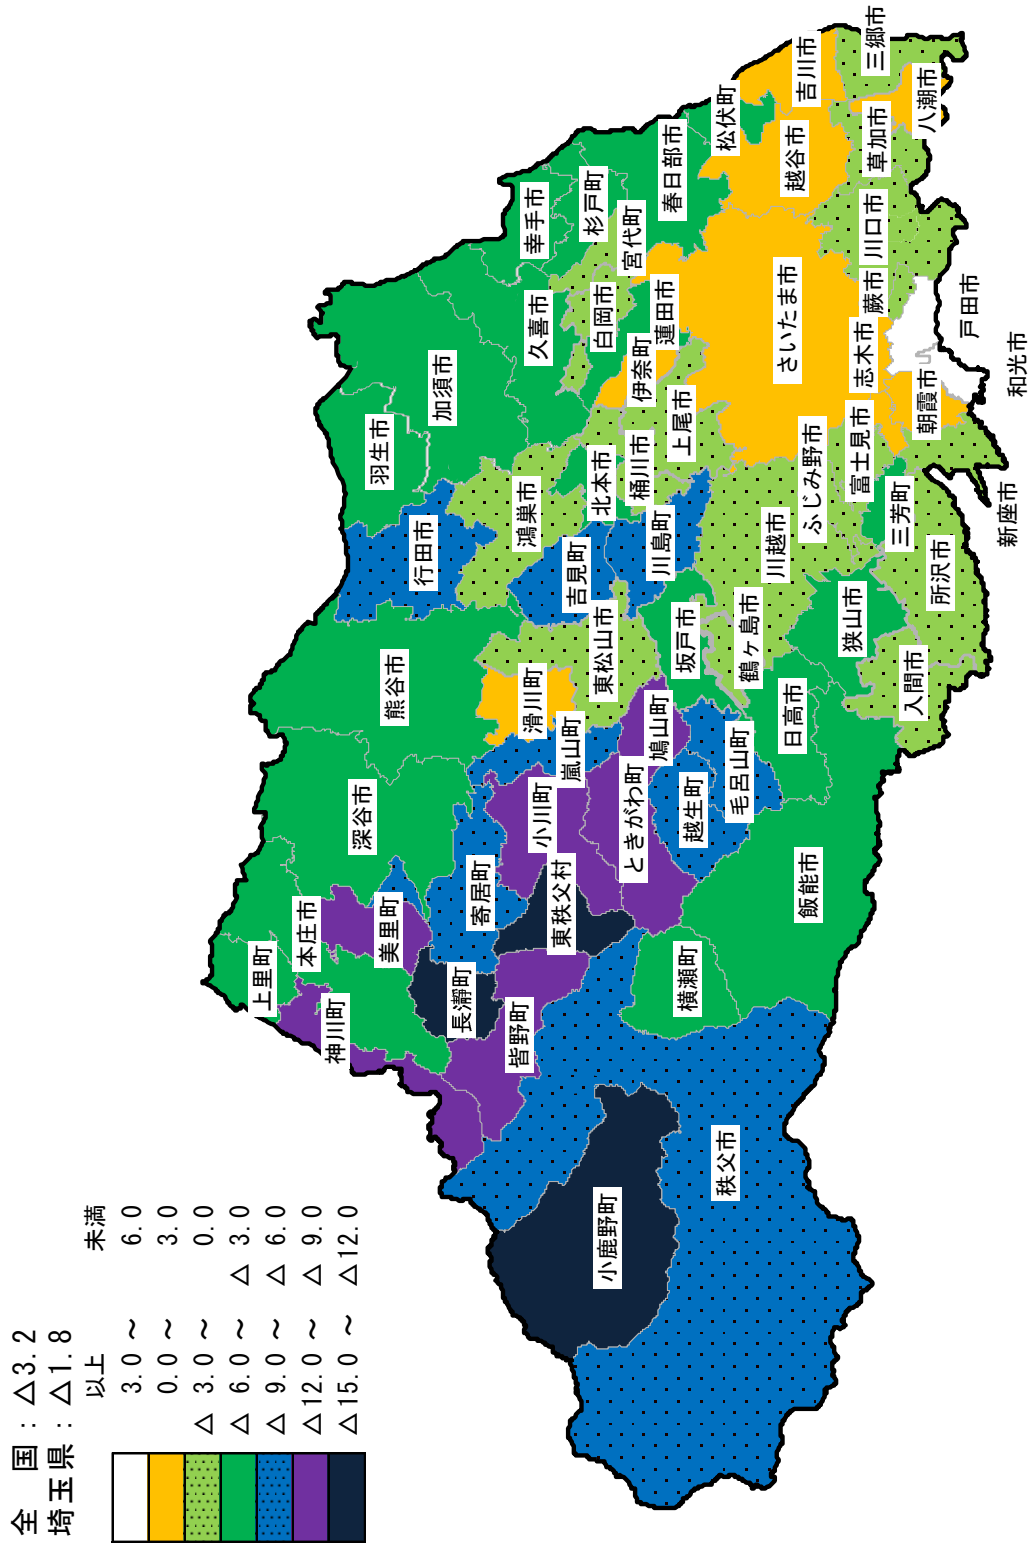 全　国：△3.2
埼玉県：△1.8
以上　未満
3.0 ～ 6.0
0.0 ～ 3.0
△ 3.0 ～ 0.0
△ 6.0 ～ △ 3.0
△ 9.0 ～ △ 6.0
△12.0 ～ △ 9.0
△15.0 ～ △12.0
上里町
本庄市
神川町
美里町
深谷市
熊谷市
行田市
羽生市
加須市
長瀞町
皆野町
寄居町
東秩父村
小川町
嵐山町
滑川町
吉見町
鴻巣市
北本市
久喜市
幸手市
杉戸町
宮代町
白岡市
蓮田市
伊奈町
春日部市
松伏町
小鹿野町
秩父市
横瀬町
ときがわ町
鳩山町
東松山市
川島町
桶川市
上尾市
越生町
毛呂山町
坂戸市
鶴ヶ島市
川越市
さいたま市
越谷市
吉川市
飯能市
日高市
狭山市
入間市
所沢市
三芳町
ふじみ野市
富士見市
志木市
朝霞市
新座市
和光市
戸田市
蕨市
川口市
草加市
八潮市
三郷市